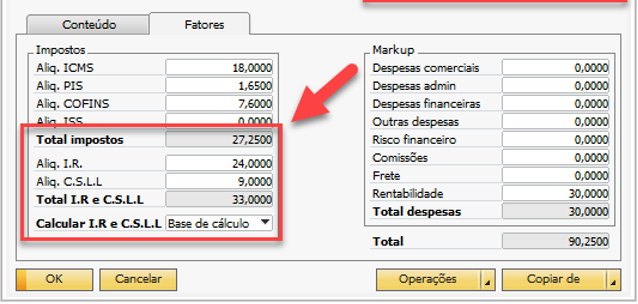 Conteúdo
Fatores
Impostos
Aliq. ICMS 18,0000
Aliq. PIS 1,6500
Aliq. COFINS 7,6000
Aliq. ISS 0,0000
Total impostos 27,2500
Aliq. I.R. 24,0000
Aliq. C.S.L.L 9,0000
Total I.R e C.S.L.L 33,0000
Calcular I.R e C.S.L.L Base de cálculo
Markup
Despesas comerciais 0,0000
Despesas admin 0,0000
Despesas financeiras 0,0000
Outras despesas 0,0000
Risco financeiro 0,0000
Comissões 0,0000
Frete 0,0000
Rentabilidade 30,0000
Total despesas 30,0000
Total 90,2500
OK
Cancelar
Operações
Copiar de